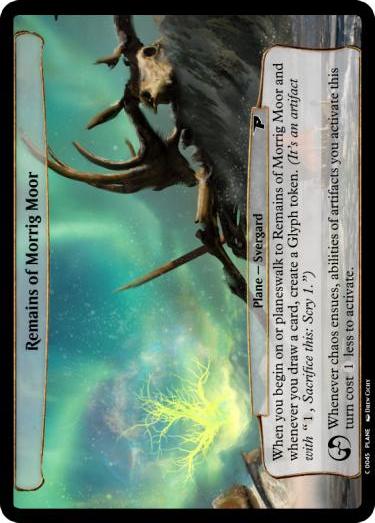 Remains of Morrig Moor
Plane — Svergard
When you begin on or planeswalk to Remains of Morrig Moor and
whenever you draw a card, create a Glyph token. (It's an artifact
with “ 1 , Sacrifice this: Scry 1.”)
Whenever chaos ensues, abilities of artifacts you activate this
turn cost 1 less to activate.
C 0045 PLANE Drew Cichy